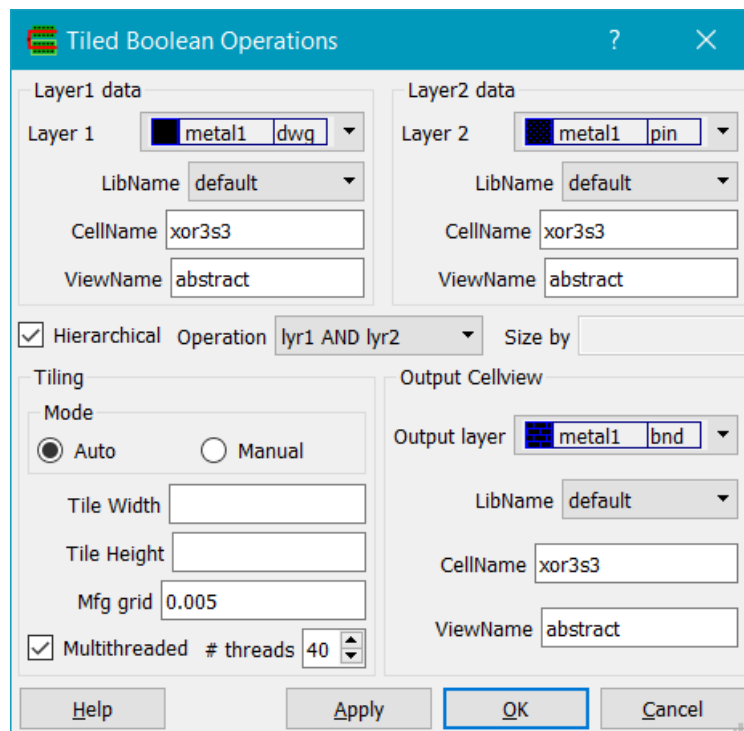 Tiled Boolean Operations ?
Layer1 data
Layer 1 metal1 dwg
LibName default
CellName xor3s3
ViewName abstract
Layer2 data
Layer 2 metal1 pin
LibName default
CellName xor3s3
ViewName abstract
Hierarchical Operation lyr1 AND lyr2 Size by
Tiling
Mode
Auto Manual
Tile Width
Tile Height
Mfg grid 0.005
Multithreaded # threads 40
Output Cellview
Output layer metal1 bnd
LibName default
CellName xor3s3
ViewName abstract
Help Apply OK Cancel